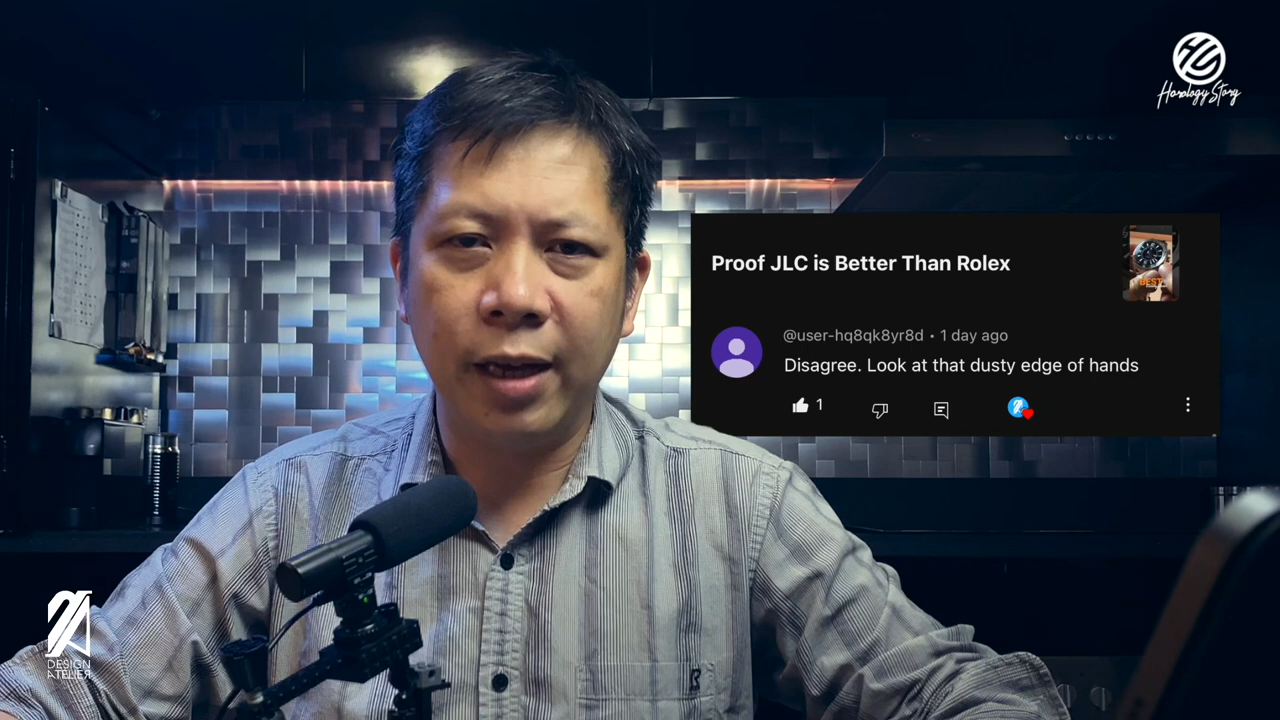 Horology Story
Proof JLC is Better Than Rolex
BEST
@user-hq8qk8yr8d • 1 day ago
Disagree. Look at that dusty edge of hands
1
DESIGN
ATELIER